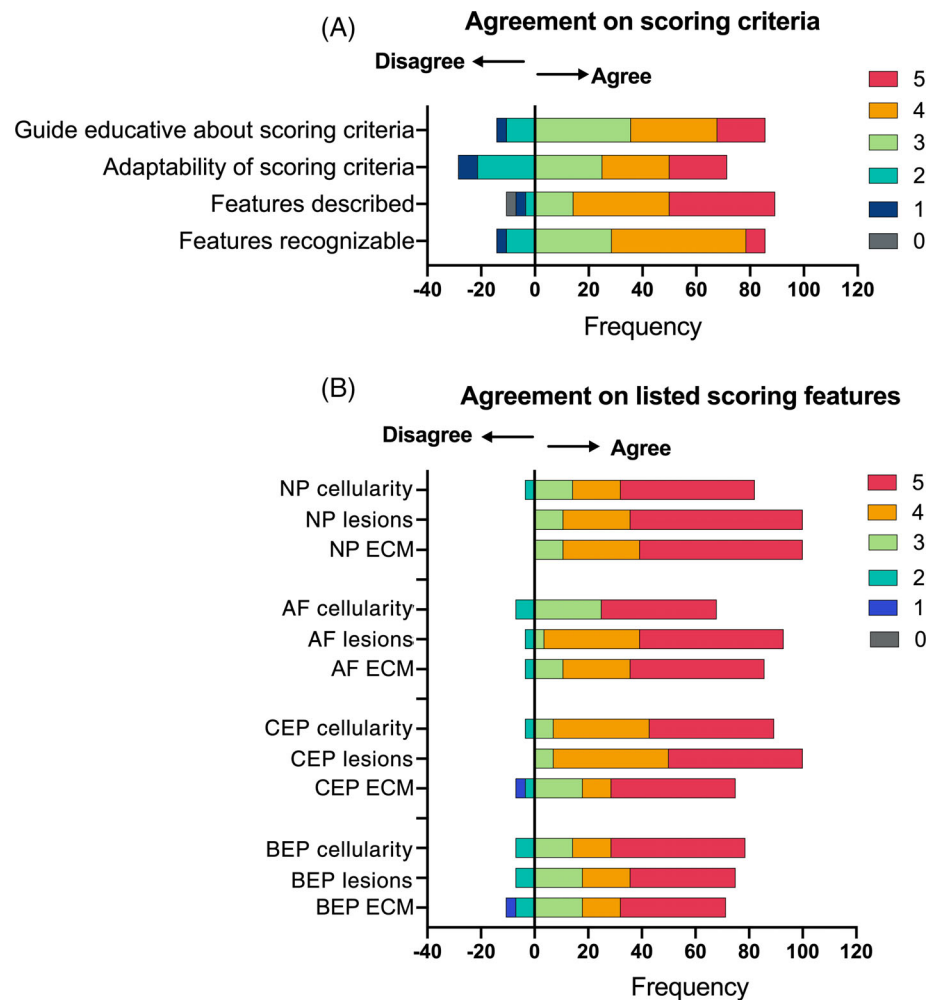 (A)
Agreement on scoring criteria
Disagree
Agree
Guide educative about scoring criteria
Adaptability of scoring criteria
Features described
Features recognizable
5
4
3
2
1
0
-40 -20 0 20 40 60 80 100 120
Frequency
(B)
Agreement on listed scoring features
Disagree
Agree
NP cellularity
NP lesions
NP ECM
AF cellularity
AF lesions
AF ECM
CEP cellularity
CEP lesions
CEP ECM
BEP cellularity
BEP lesions
BEP ECM
5
4
3
2
1
0
-40 -20 0 20 40 60 80 100 120
Frequency